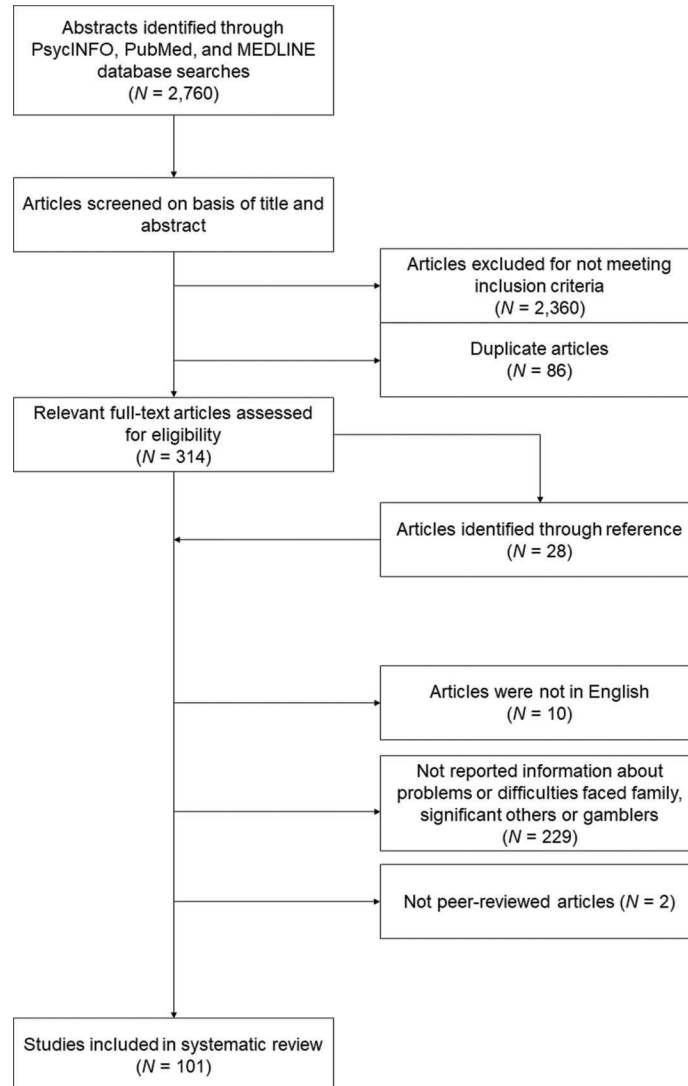 Abstracts identified through
PsycINFO, PubMed, and MEDLINE
database searches
(N = 2,760)
Articles screened on basis of title and
abstract
Articles excluded for not meeting
inclusion criteria
(N = 2,360)
Duplicate articles
(N = 86)
Relevant full-text articles assessed
for eligibility
(N = 314)
Articles identified through reference
(N = 28)
Articles were not in English
(N = 10)
Not reported information about
problems or difficulties faced family,
significant others or gamblers
(N = 229)
Not peer-reviewed articles (N = 2)
Studies included in systematic review
(N = 101)